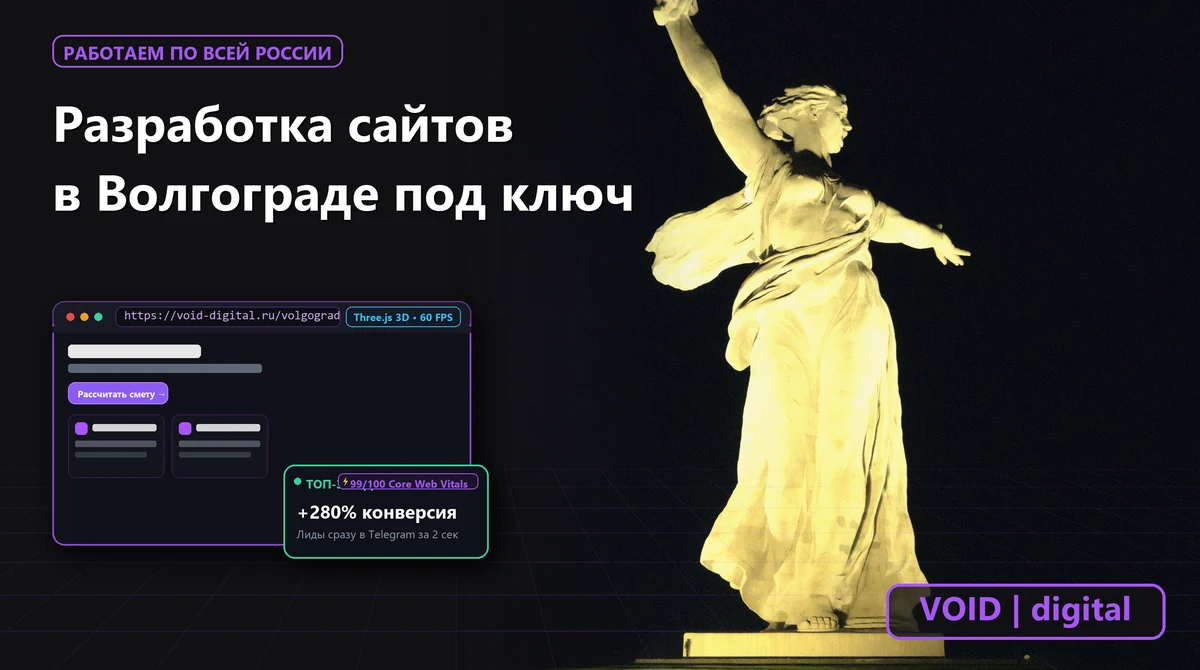 РАБОТАЕМ ПО ВСЕЙ РОССИИ
Разработка сайтов
в Волгограде под ключ
https://void-digital.ru/volgograd
Three.js 3D • 60 FPS
Рассчитать смету →
ТОП-
⚡99/100 Core Web Vitals
+280% конверсия
Лиды сразу в Telegram за 2 сек
VOID | digital